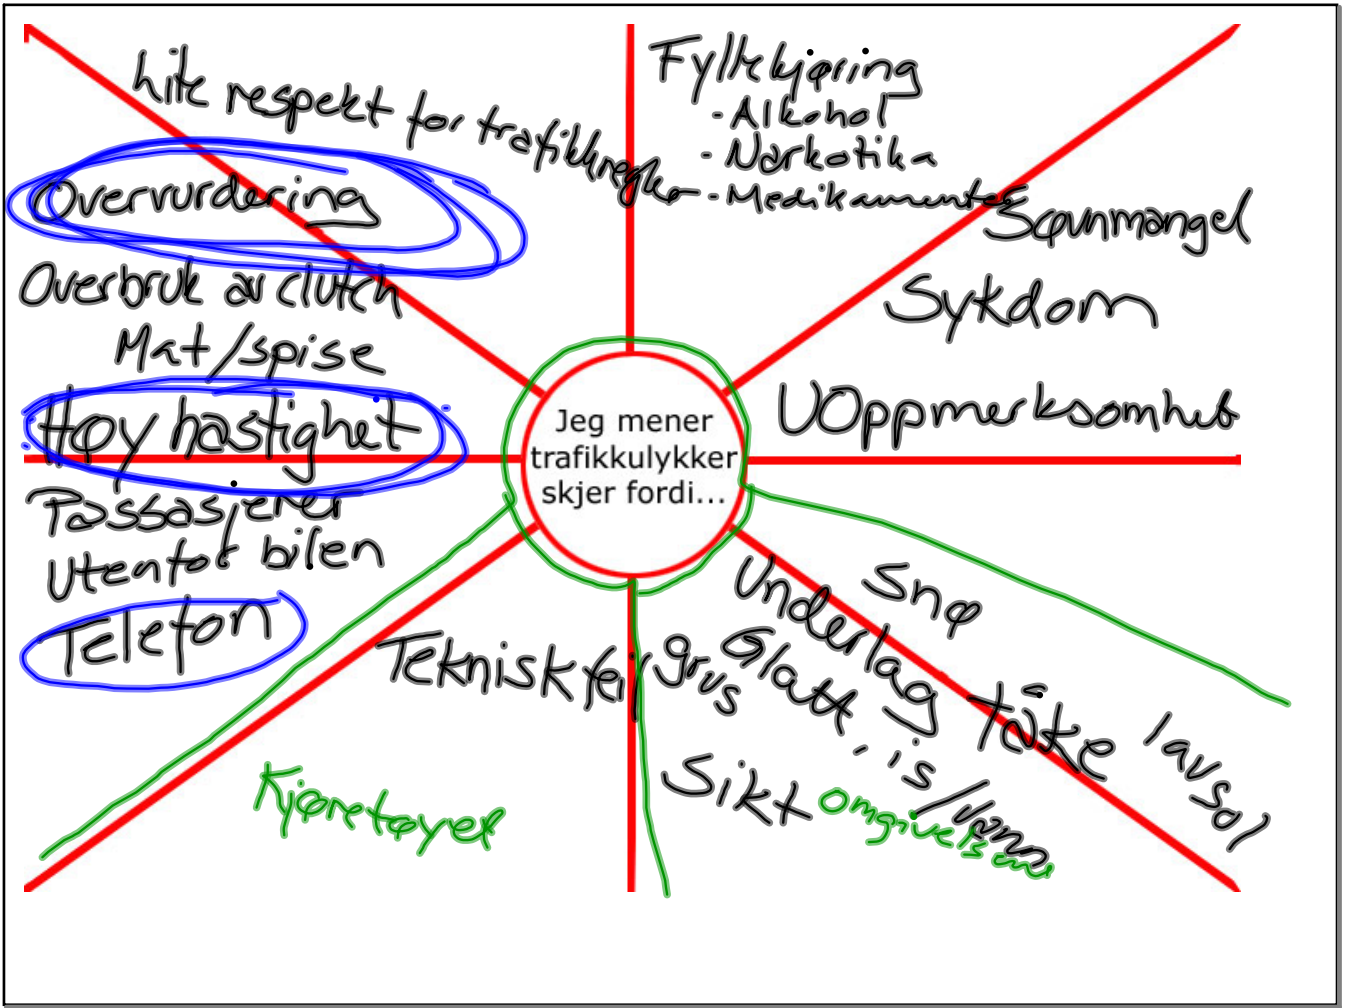 Lite respekt for trafikkregler
Overvurdering
Overbruk av clutch
Mat/spise
Høy hastighet
Passasjerer
Utenfor bilen
Telefon
Fyllekjøring
- Alkohol
- Narkotika
- Medikamenter
Søvnmangel
Sykdom
UOppmerksomhet
Jeg mener
trafikkulykker
skjer fordi...
Teknisk feil
Kjøretøyet
grus
Glatt, is/vann
Underlag
Snø
Sikt
tåke
lav sol
Omgivelsene